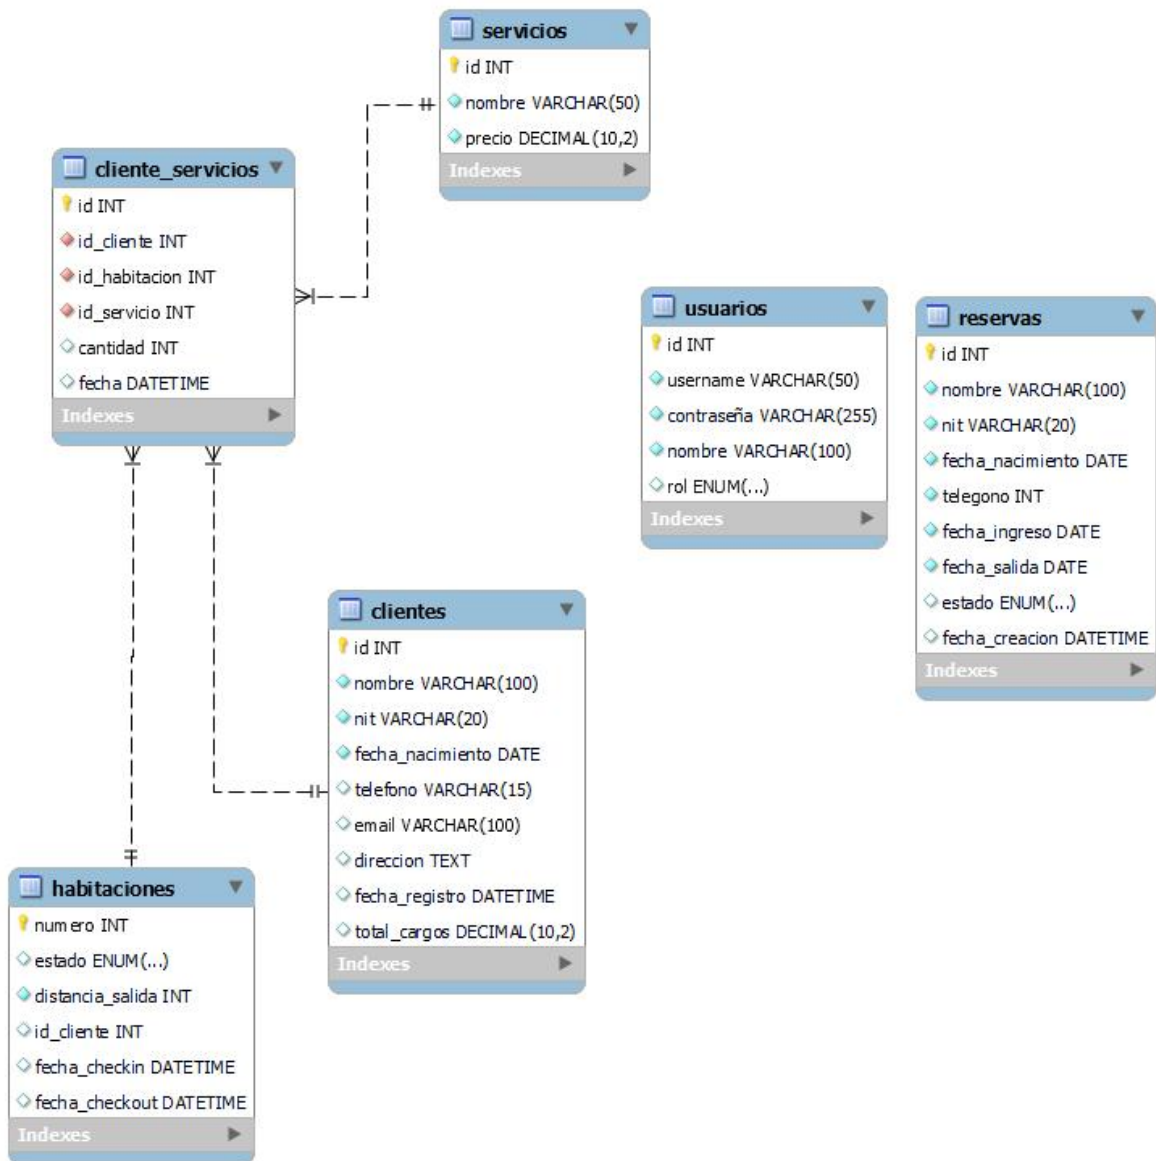 servicios
id INT
nombre VARCHAR(50)
precio DECIMAL(10,2)
Indexes
cliente_servicios
id INT
id_cliente INT
id_habitacion INT
id_servicio INT
cantidad INT
fecha DATETIME
Indexes
usuarios
id INT
username VARCHAR(50)
contraseña VARCHAR(255)
nombre VARCHAR(100)
rol ENUM(...)
Indexes
reservas
id INT
nombre VARCHAR(100)
nit VARCHAR(20)
fecha_nacimiento DATE
telegono INT
fecha_ingreso DATE
fecha_salida DATE
estado ENUM(...)
fecha_creacion DATETIME
Indexes
clientes
id INT
nombre VARCHAR(100)
nit VARCHAR(20)
fecha_nacimiento DATE
telefono VARCHAR(15)
email VARCHAR(100)
direccion TEXT
fecha_registro DATETIME
total_cargos DECIMAL(10,2)
Indexes
habitaciones
numero INT
estado ENUM(...)
distancia_salida INT
id_cliente INT
fecha_checkin DATETIME
fecha_checkout DATETIME
Indexes